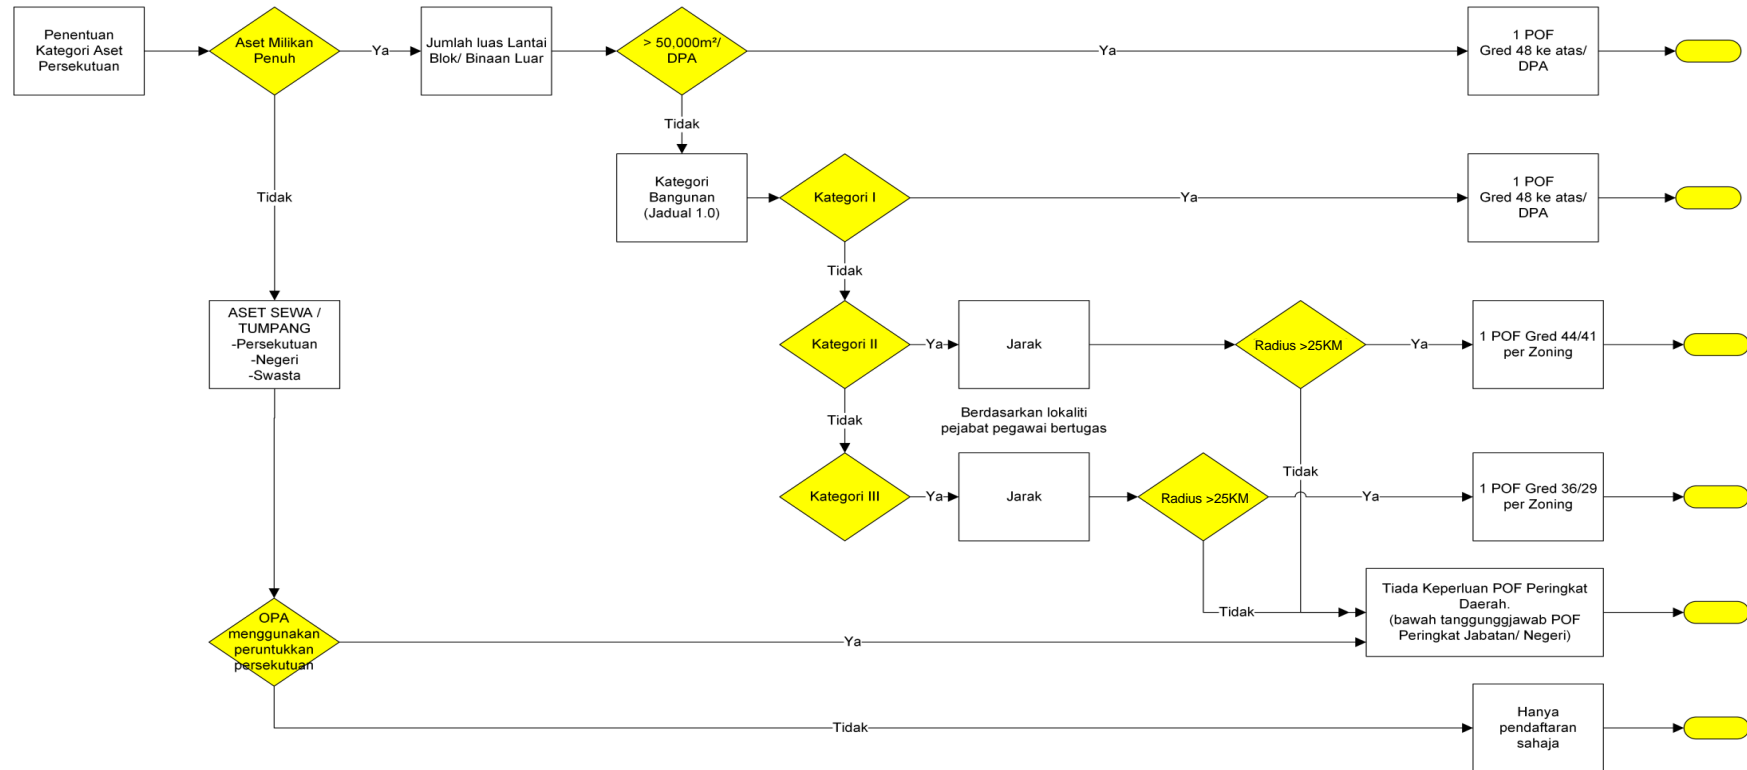 Penentuan
Kategori Aset
Persekutuan
Aset Milikan
Penuh
Ya
Jumlah luas Lantai
Blok/ Binaan Luar
> 50,000m²/
DPA
Ya
1 POF
Gred 48 ke atas/
DPA
Tidak
Tidak
Kategori
Bangunan
(Jadual 1.0)
Kategori I
Ya
1 POF
Gred 48 ke atas/
DPA
Tidak
ASET SEWA /
TUMPANG
-Persekutuan
-Negeri
-Swasta
Kategori II
Ya
Jarak
Radius >25KM
Ya
1 POF Gred 44/41
per Zoning
Tidak
Berdasarkan lokaliti
pejabat pegawai bertugas
Tidak
Kategori III
Ya
Jarak
Radius >25KM
Ya
1 POF Gred 36/29
per Zoning
Tidak
Tiada Keperluan POF Peringkat
Daerah.
(bawah tanggunggjawab POF
Peringkat Jabatan/ Negeri)
OPA
menggunakan
peruntukkan
persekutuan
Ya
Tidak
Hanya
pendaftaran
sahaja